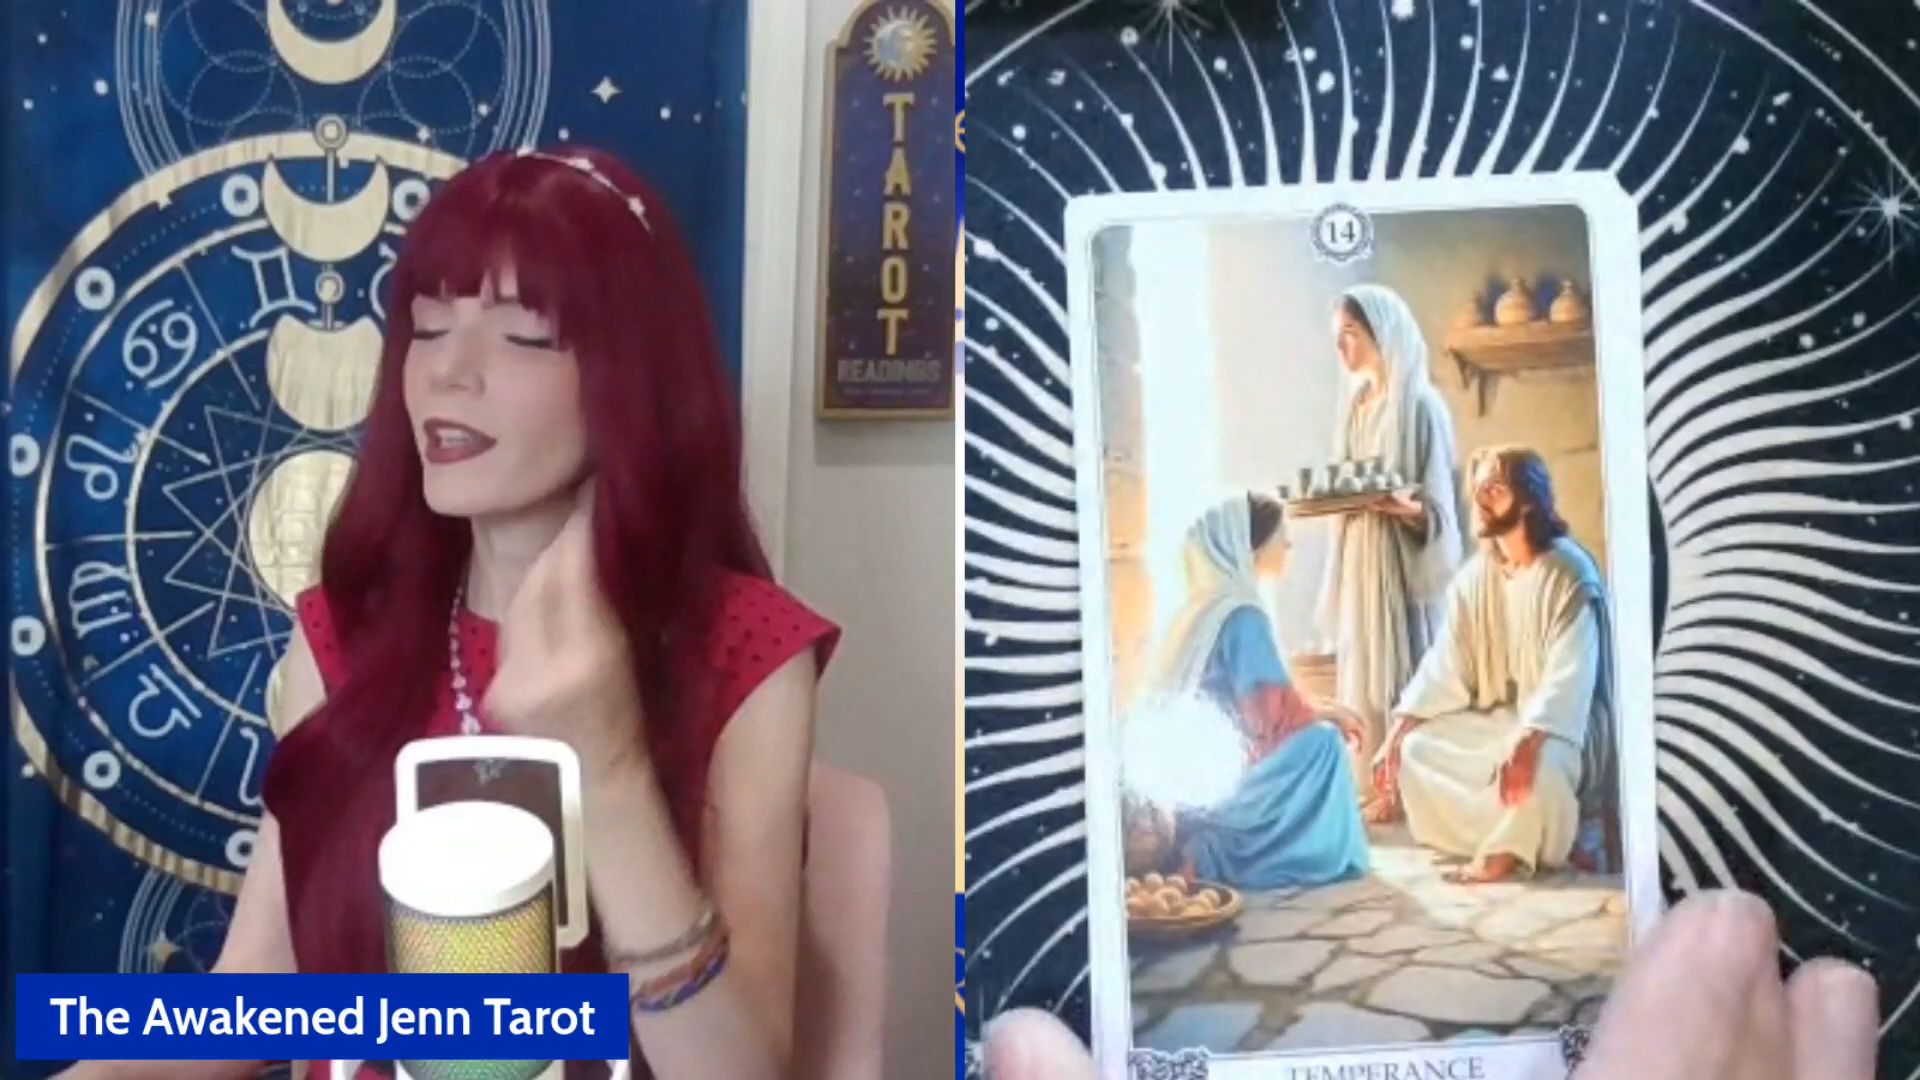 TAROT
READINGS
14
TEMPERANCE
The Awakened Jenn Tarot